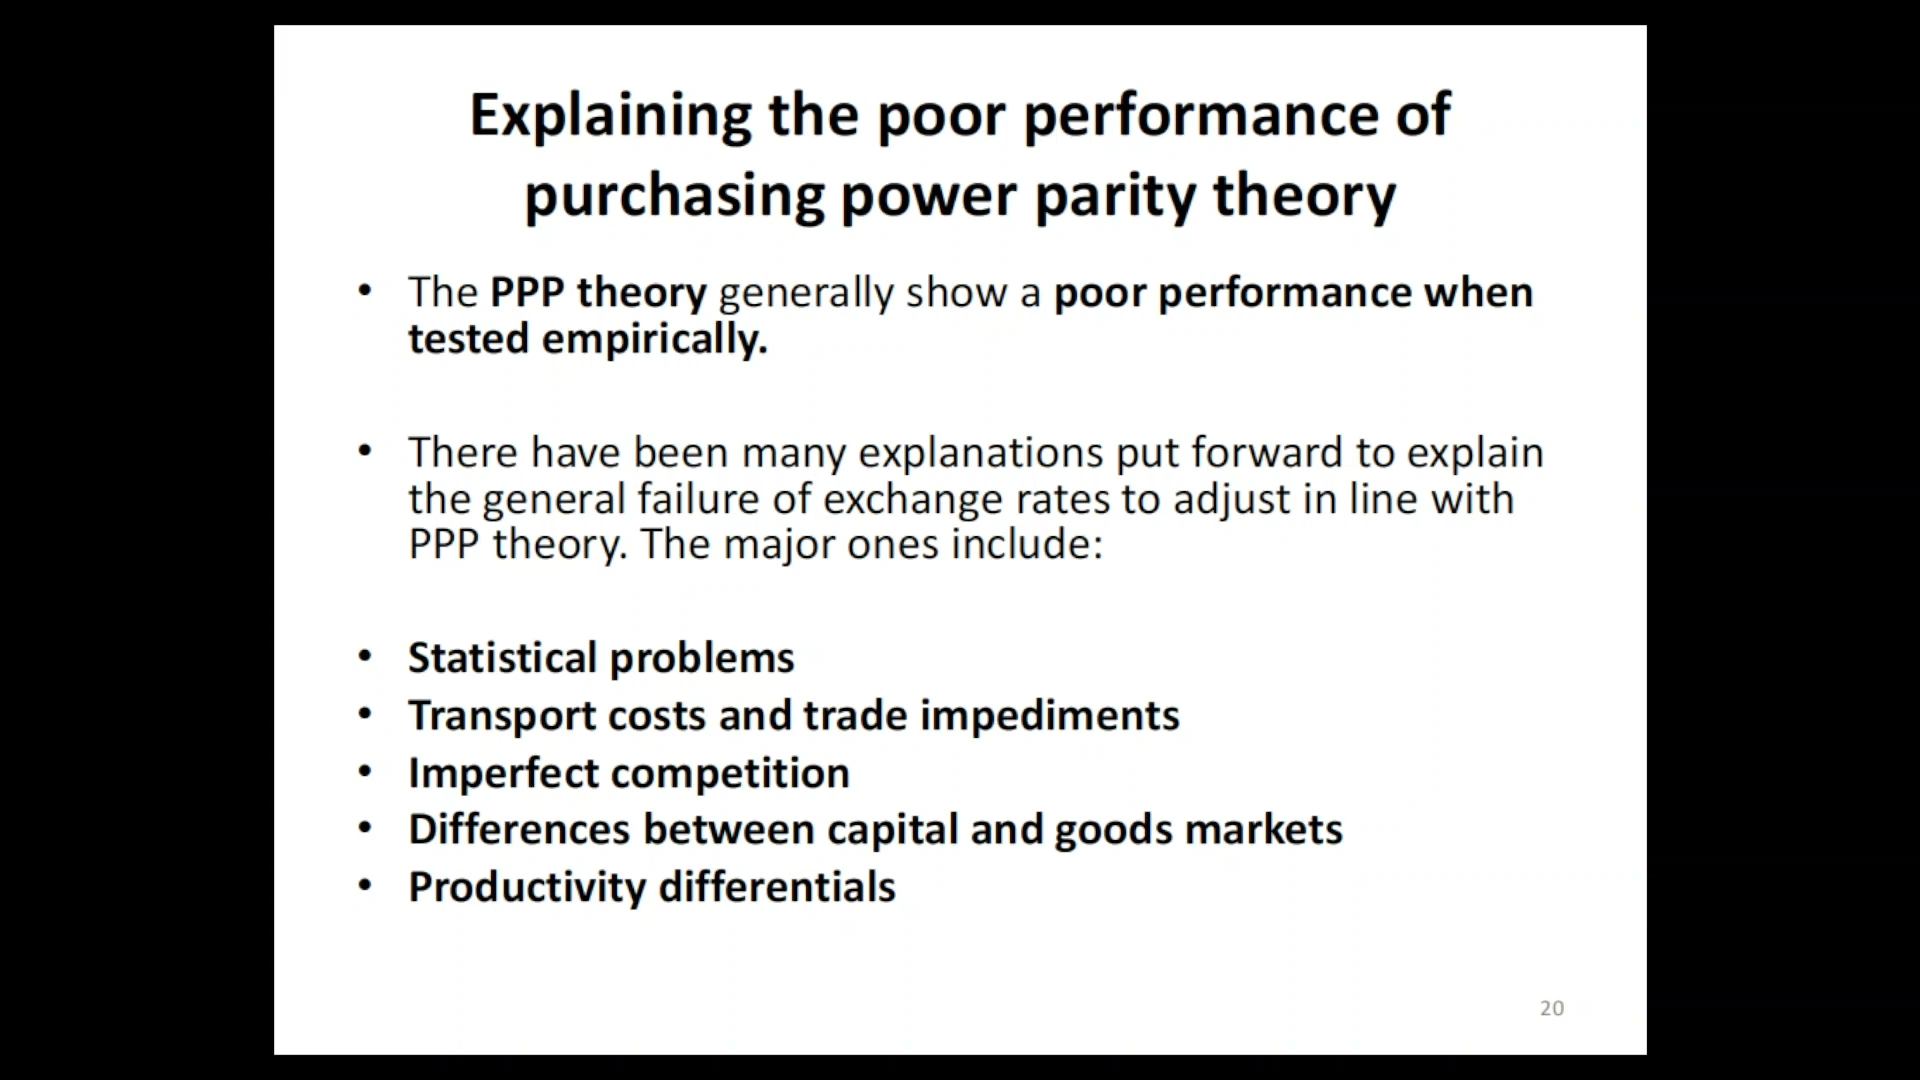 Explaining the poor performance of
purchasing power parity theory
• The PPP theory generally show a poor performance when
tested empirically.
• There have been many explanations put forward to explain
the general failure of exchange rates to adjust in line with
PPP theory. The major ones include:
• Statistical problems
• Transport costs and trade impediments
• Imperfect competition
• Differences between capital and goods markets
• Productivity differentials
20